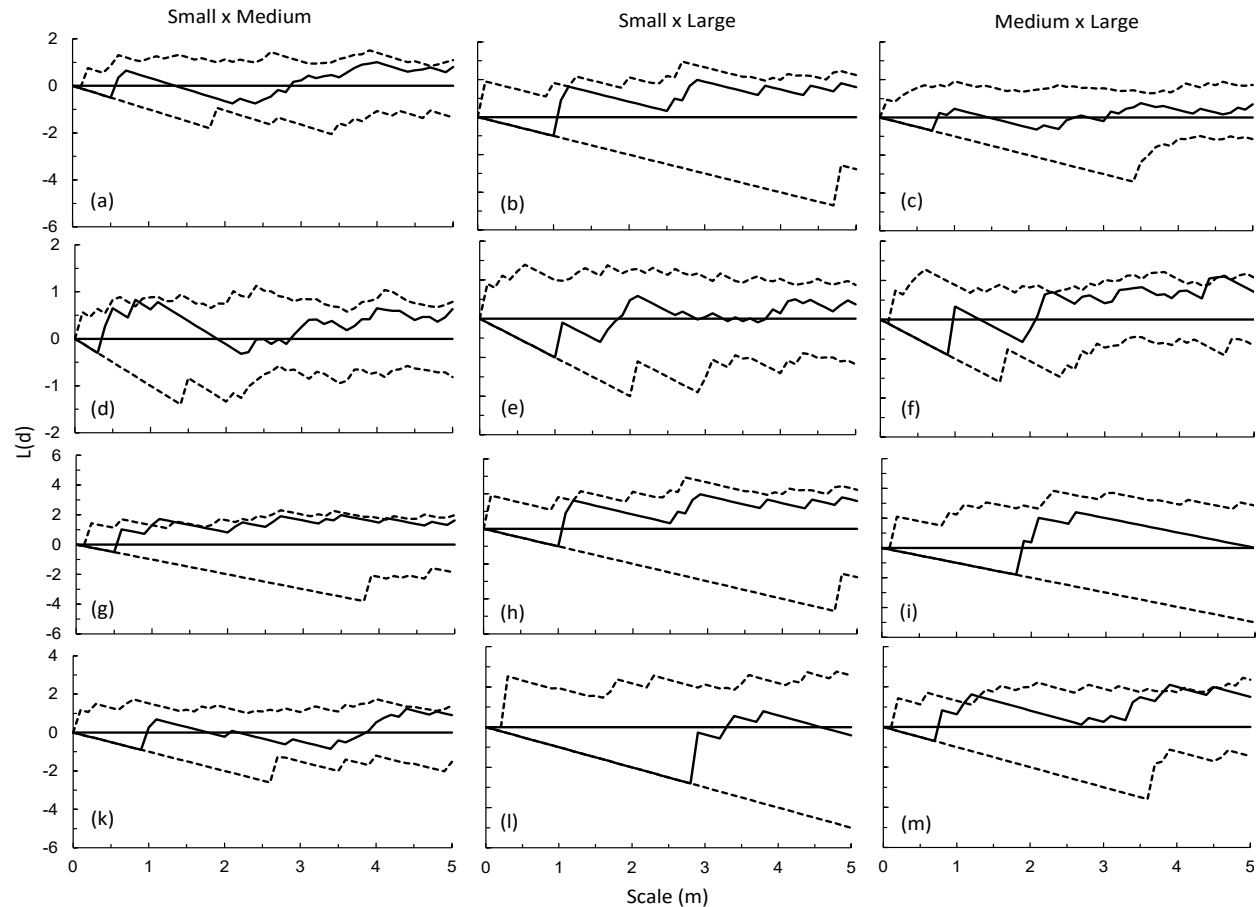 Small x Medium
Small x Large
Medium x Large
2
0
-2
-4
-6
(a)
(b)
(c)
2
1
0
-1
-2
(d)
(e)
(f)
L(d)
6
4
2
0
-2
-4
-6
(g)
(h)
(i)
4
2
0
-2
-4
-6
(k)
(l)
(m)
0 1 2 3 4 5
0 1 2 3 4 5
0 1 2 3 4 5
Scale (m)